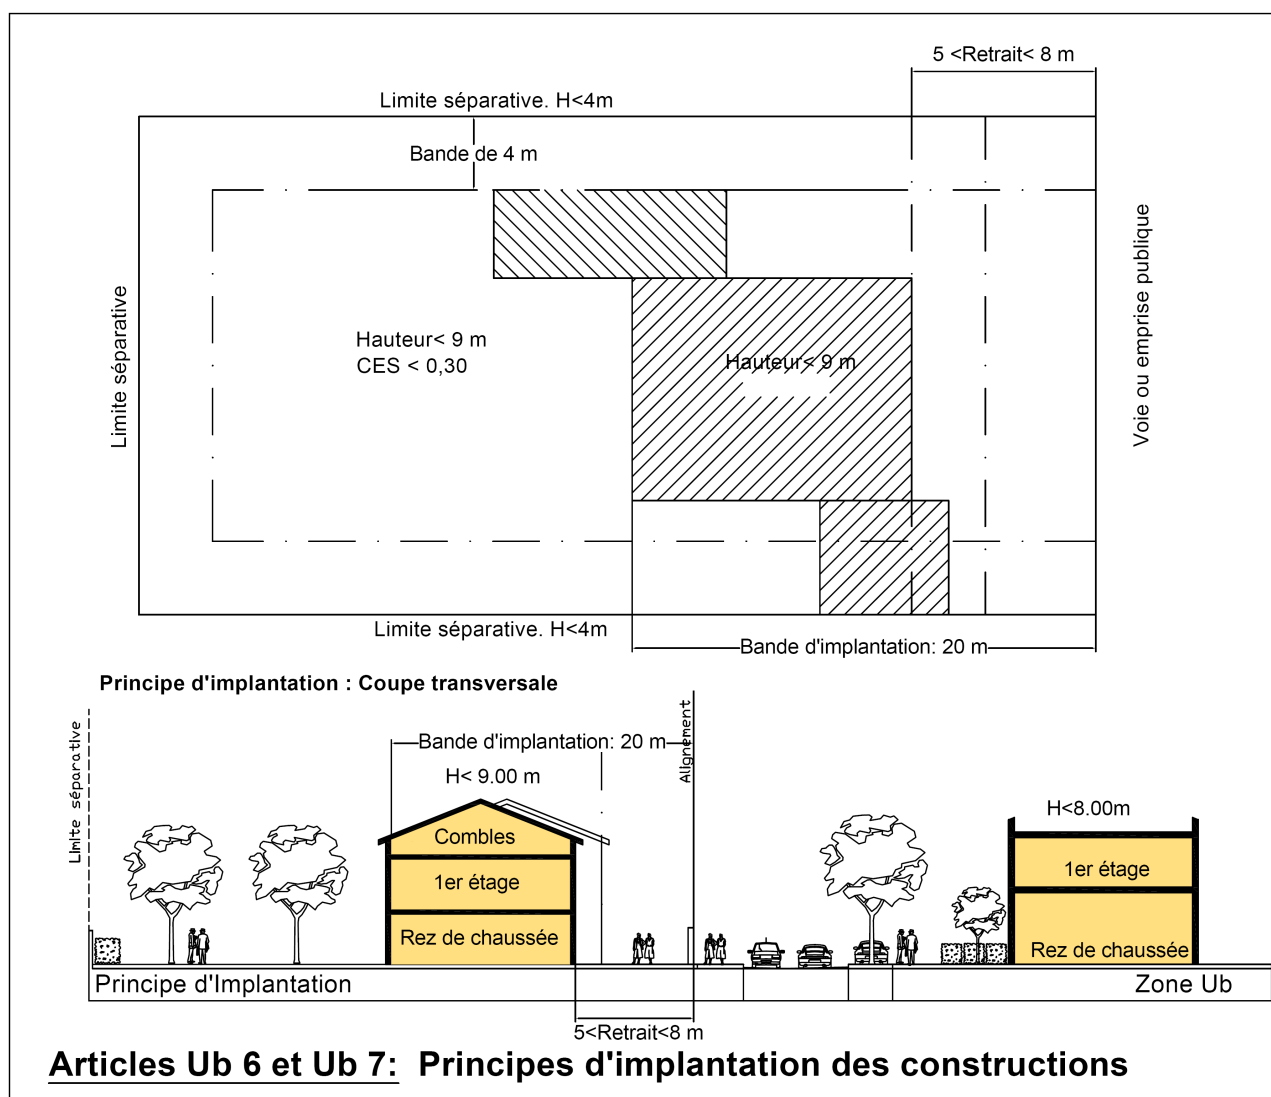 5 <Retrait< 8 m
Limite séparative. H<4m
Bande de 4 m
Limite séparative
Hauteur< 9 m
CES < 0,30
Hauteur< 9 m
Voie ou emprise publique
Limite séparative. H<4m
Bande d'implantation: 20 m
Principe d'implantation : Coupe transversale
Limite séparative
Bande d'implantation: 20 m
Alignement
H< 9.00 m
H<8.00m
Combles
1er étage
Rez de chaussée
1er étage
Rez de chaussée
Principe d'Implantation
Zone Ub
5<Retrait<8 m
Articles Ub 6 et Ub 7: Principes d'implantation des constructions